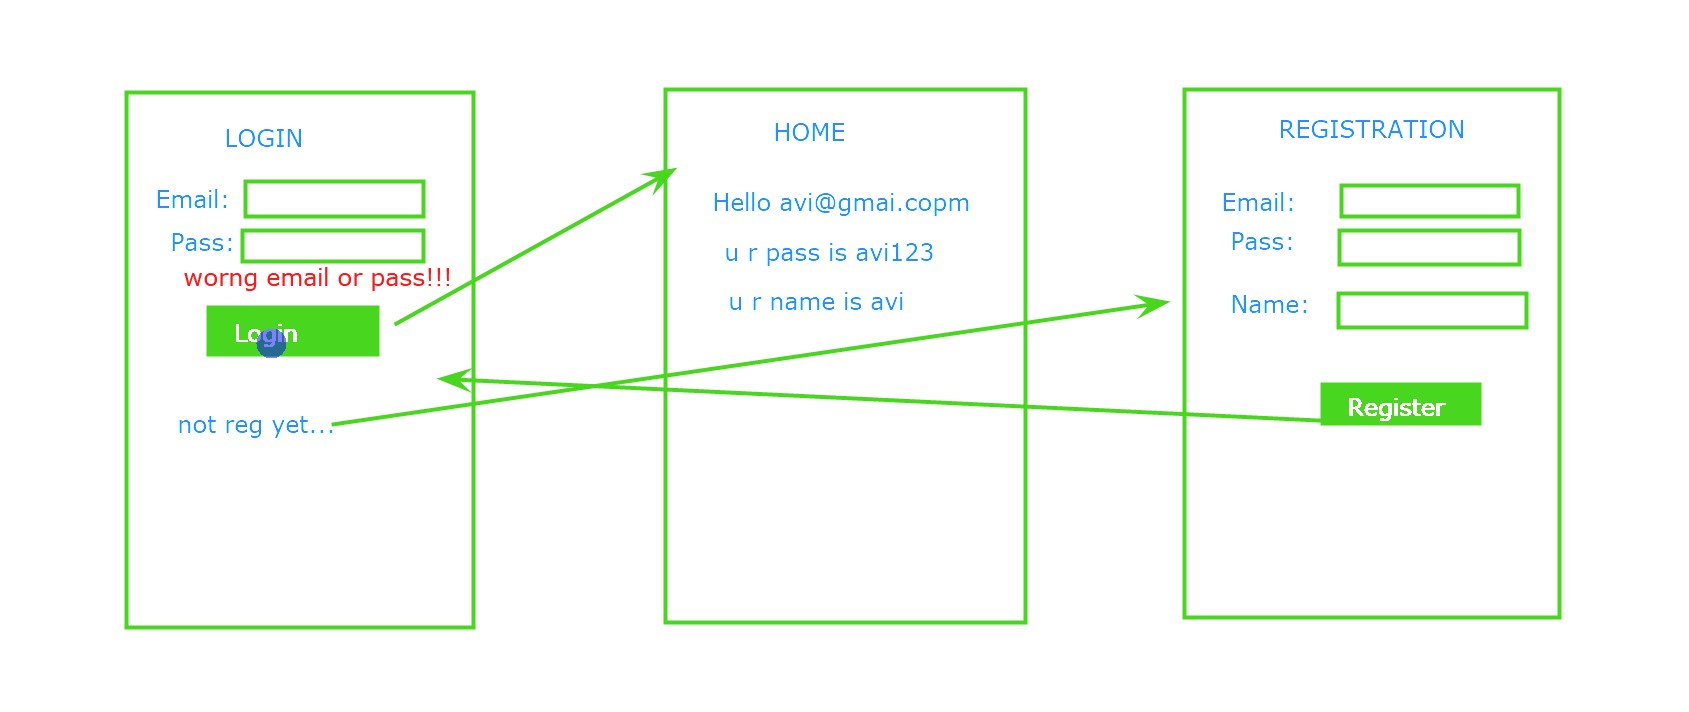 LOGIN
Email:
Pass:
worng email or pass!!!
Login
not reg yet...
HOME
Hello avi@gmai.copm
u r pass is avi123
u r name is avi
REGISTRATION
Email:
Pass:
Name:
Register